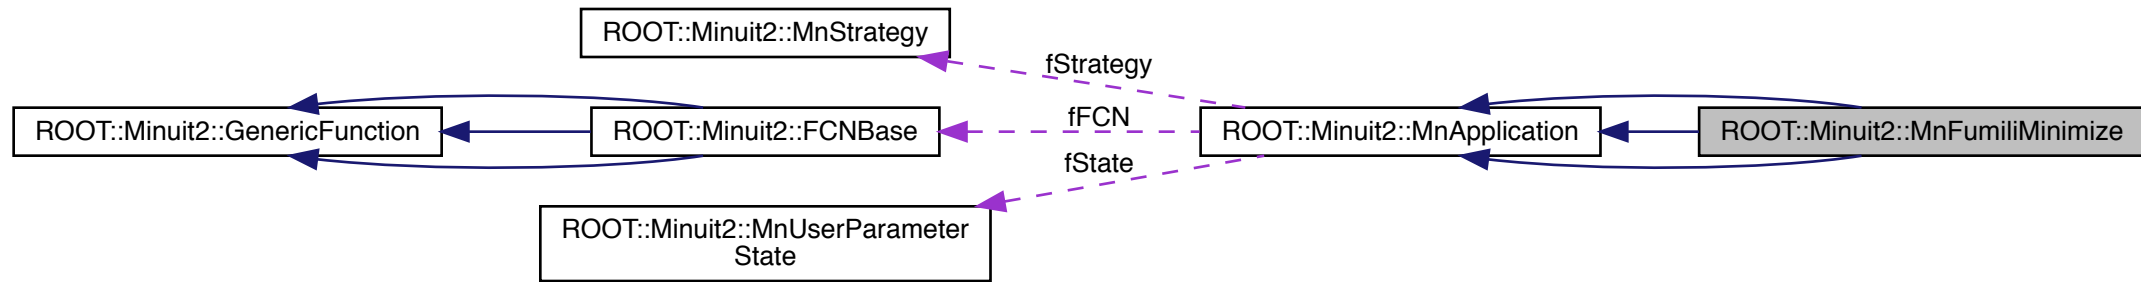 ROOT::Minuit2::MnStrategy
fStrategy
ROOT::Minuit2::GenericFunction
ROOT::Minuit2::FCNBase
fFCN
ROOT::Minuit2::MnApplication
ROOT::Minuit2::MnFumiliMinimize
fState
ROOT::Minuit2::MnUserParameter
State